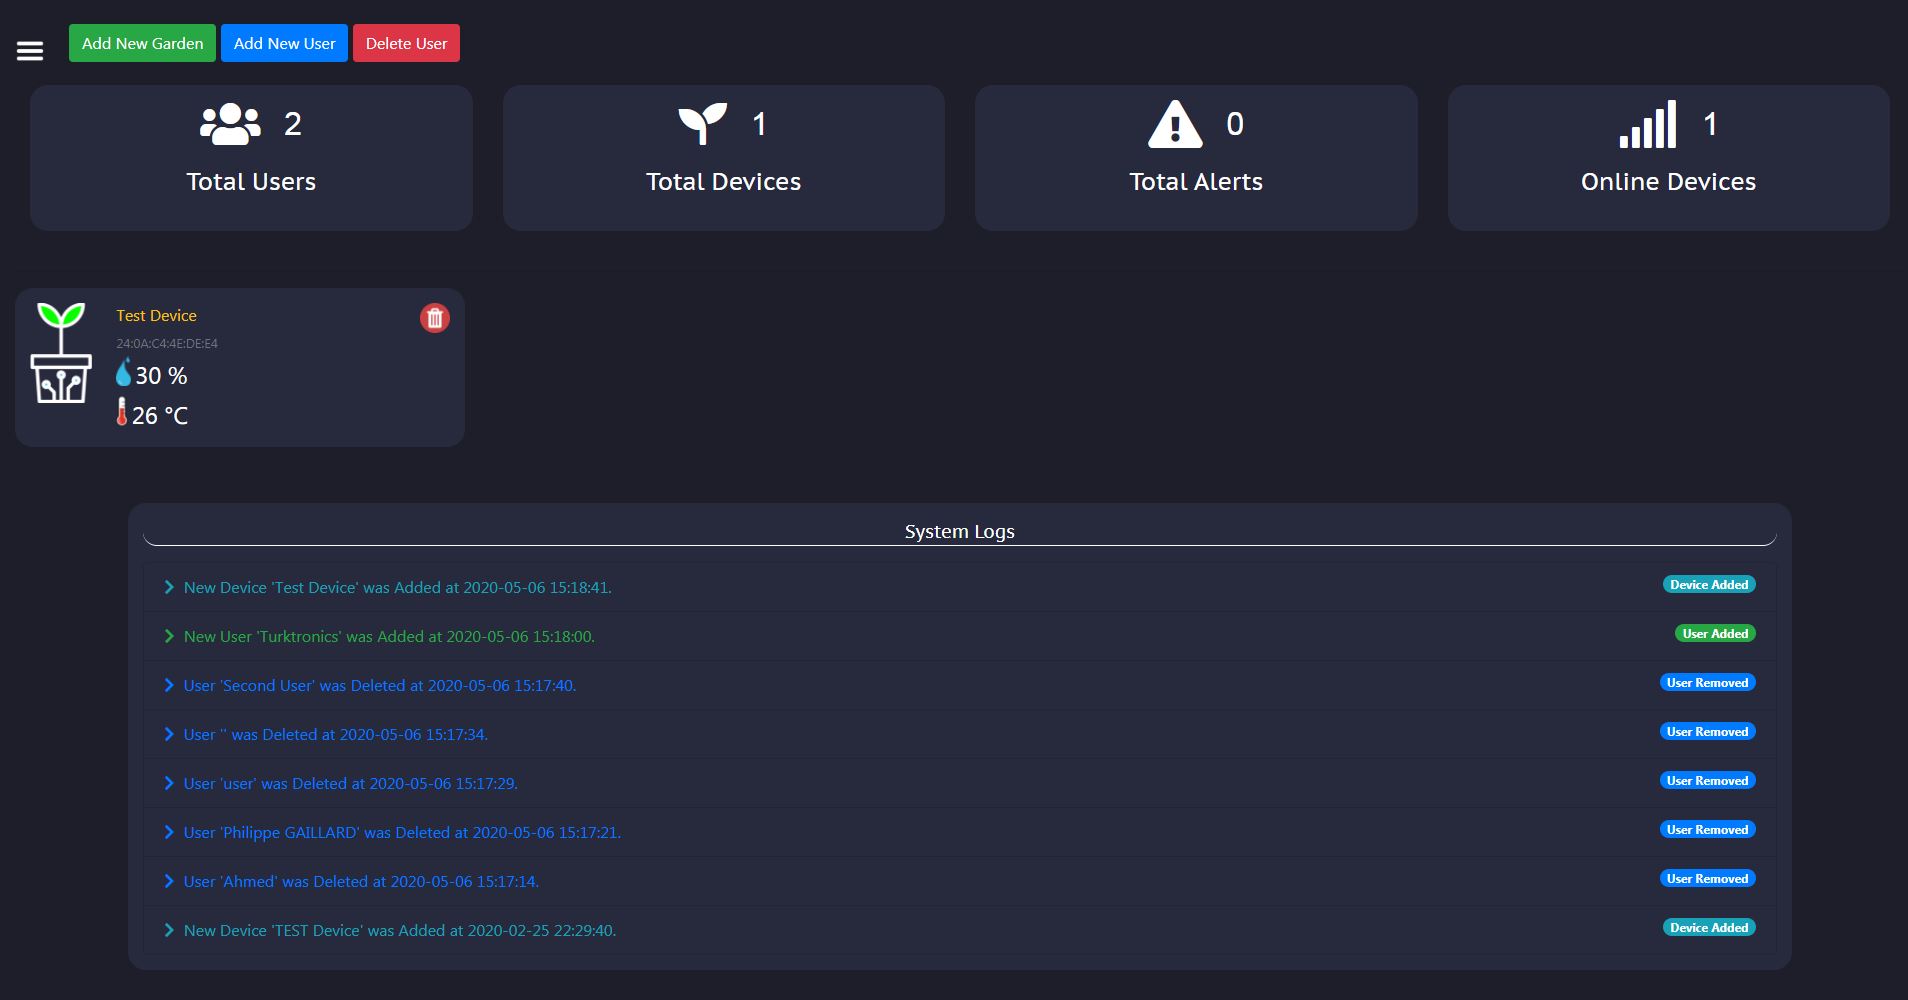 Add New Garden Add New User Delete User
2
Total Users
1
Total Devices
0
Total Alerts
1
Online Devices
Test Device
24:0A:C4:4E:DE:E4
30 %
26 °C
System Logs
New Device 'Test Device' was Added at 2020-05-06 15:18:41. Device Added
New User 'Turktronics' was Added at 2020-05-06 15:18:00. User Added
User 'Second User' was Deleted at 2020-05-06 15:17:40. User Removed
User '' was Deleted at 2020-05-06 15:17:34. User Removed
User 'user' was Deleted at 2020-05-06 15:17:29. User Removed
User 'Philippe GAILLARD' was Deleted at 2020-05-06 15:17:21. User Removed
User 'Ahmed' was Deleted at 2020-05-06 15:17:14. User Removed
New Device 'TEST Device' was Added at 2020-02-25 22:29:40. Device Added